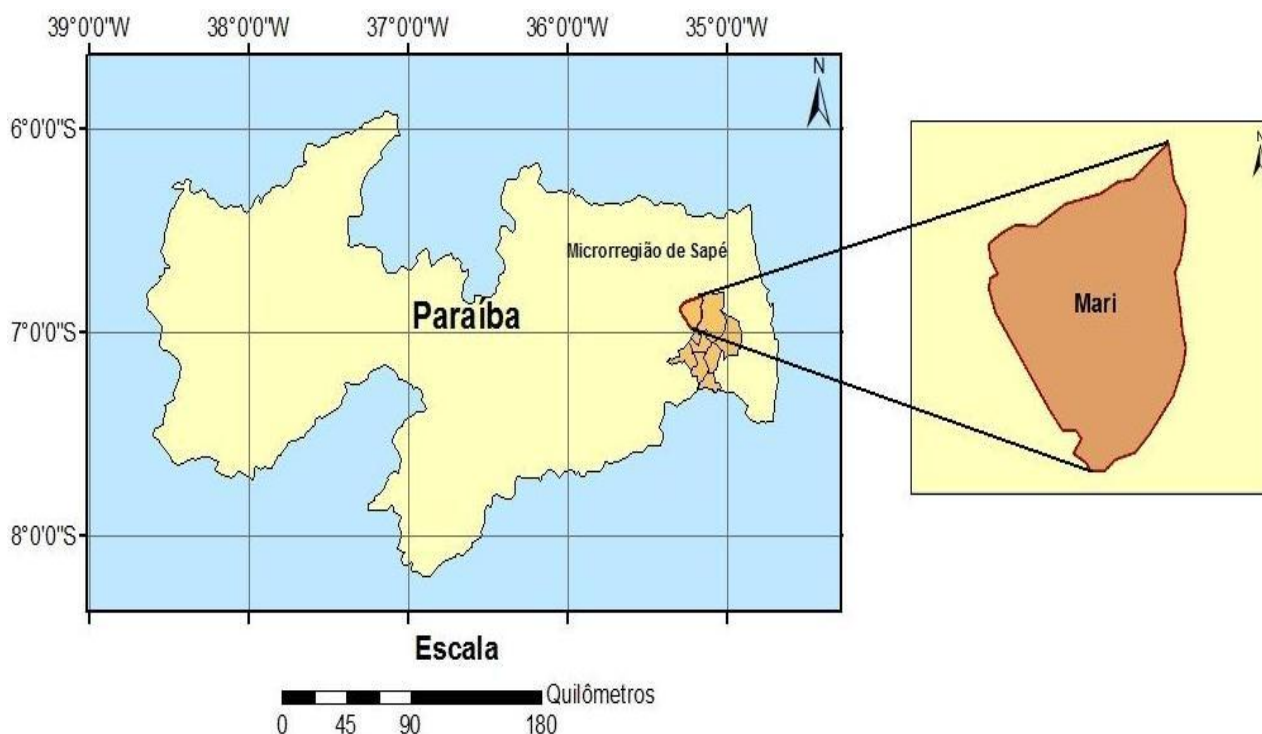 39°0'0"W 38°0'0"W 37°0'0"W 36°0'0"W 35°0'0"W
N
6°0'0"S
N
Microrregião de Sapé
Paraíba
Mari
7°0'0"S
8°0'0"S
Escala
Quilômetros
0 45 90 180